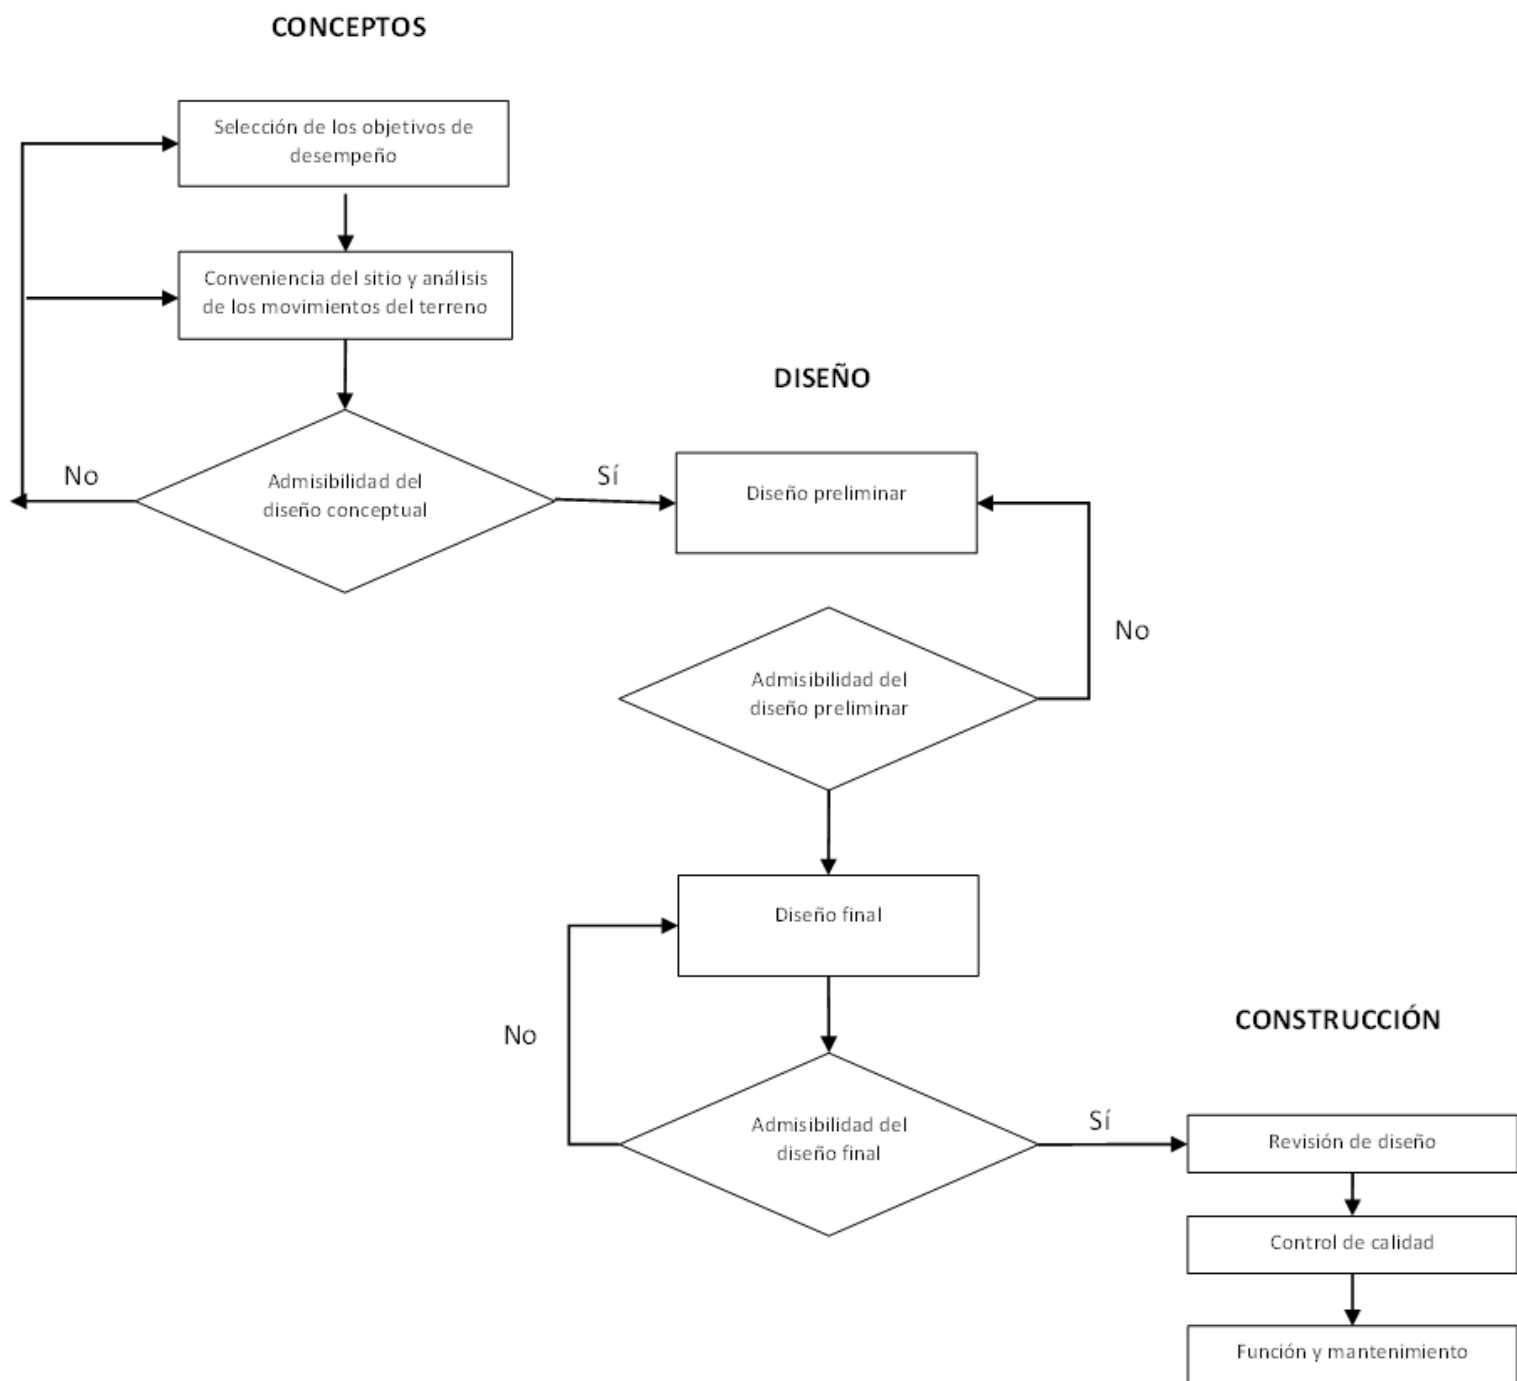 CONCEPTOS
Selección de los objetivos de
desempeño
Conveniencia del sitio y análisis
de los movimientos del terreno
DISEÑO
No
Admisibilidad del
diseño conceptual
Sí
Diseño preliminar
No
Admisibilidad del
diseño preliminar
Diseño final
No
CONSTRUCCIÓN
Admisibilidad del
diseño final
Sí
Revisión de diseño
Control de calidad
Función y mantenimiento